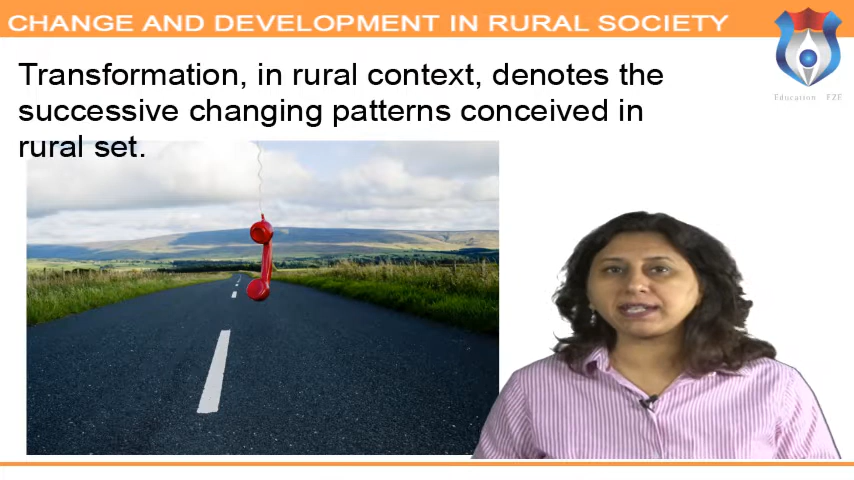 CHANGE AND DEVELOPMENT IN RURAL SOCIETY
Transformation, in rural context, denotes the
successive changing patterns conceived in
rural set.
Education FZE